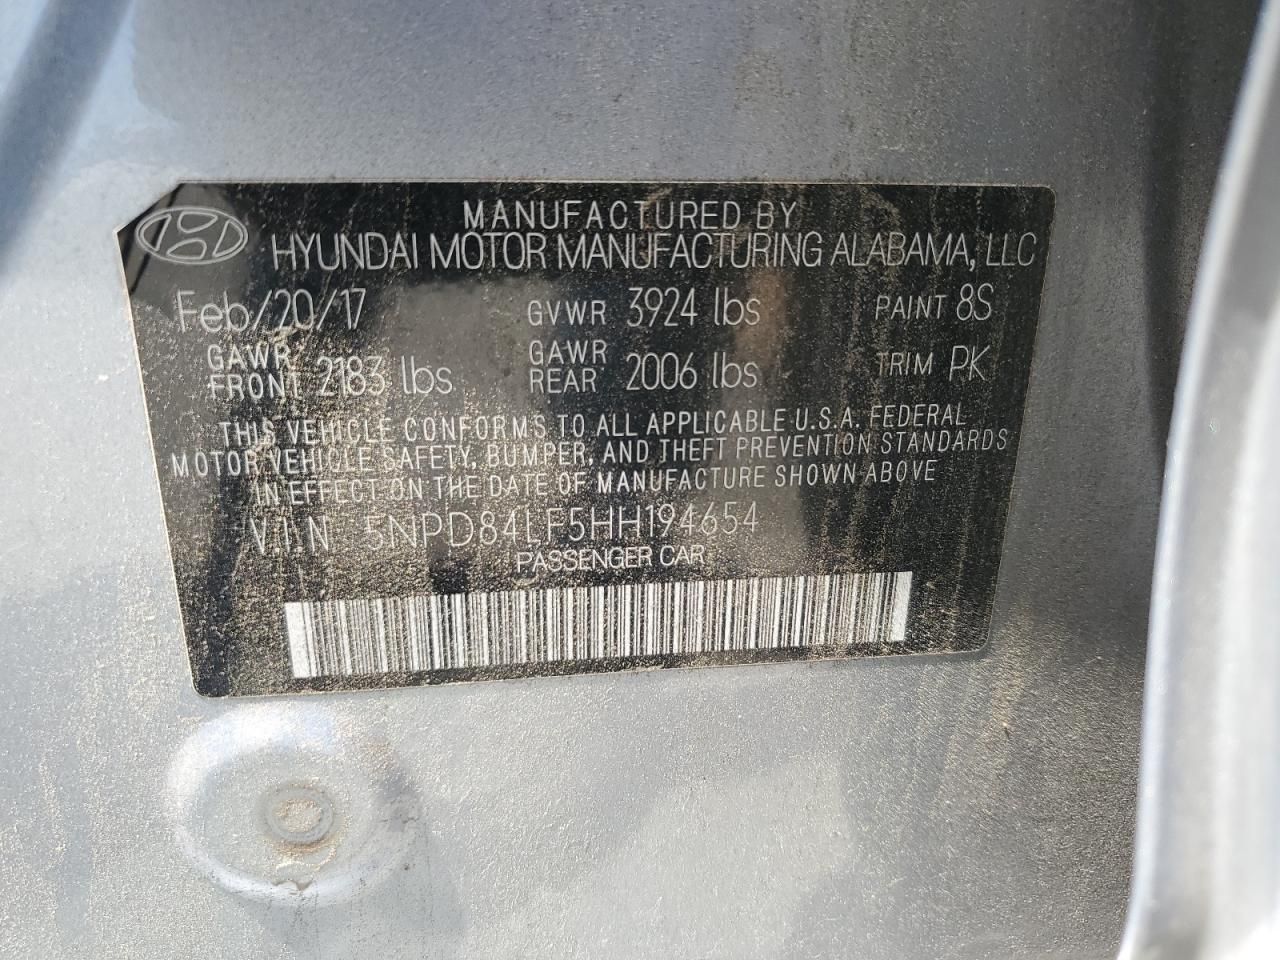 MANUFACTURED BY
HYUNDAI MOTOR MANUFACTURING ALABAMA, LLC
Feb/20/17 GVWR 3924 lbs PAINT 8S
GAWR FRONT 2183 lbs GAWR REAR 2006 lbs TRIM PK
THIS VEHICLE CONFORMS TO ALL APPLICABLE U.S.A. FEDERAL
MOTOR VEHICLE SAFETY, BUMPER, AND THEFT PREVENTION STANDARDS
IN EFFECT ON THE DATE OF MANUFACTURE SHOWN ABOVE
V.I.N 5NPD84LF5HH194654
PASSENGER CAR